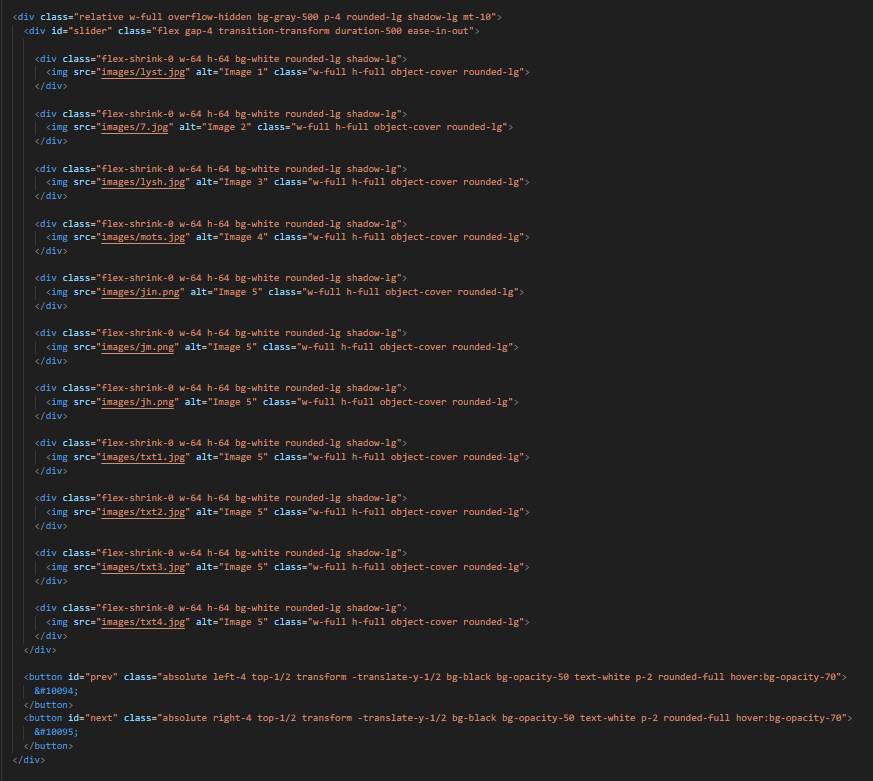 <div class="relative w-full overflow-hidden bg-gray-500 p-4 rounded-lg shadow-lg mt-10">
<div id="slider" class="flex gap-4 transition-transform duration-500 ease-in-out">
<div class="flex-shrink-0 w-64 h-64 bg-white rounded-lg shadow-lg">
<img src="images/lyst.jpg" alt="Image 1" class="w-full h-full object-cover rounded-lg">
</div>
<div class="flex-shrink-0 w-64 h-64 bg-white rounded-lg shadow-lg">
<img src="images/7.jpg" alt="Image 2" class="w-full h-full object-cover rounded-lg">
</div>
<div class="flex-shrink-0 w-64 h-64 bg-white rounded-lg shadow-lg">
<img src="images/lysh.jpg" alt="Image 3" class="w-full h-full object-cover rounded-lg">
</div>
<div class="flex-shrink-0 w-64 h-64 bg-white rounded-lg shadow-lg">
<img src="images/mots.jpg" alt="Image 4" class="w-full h-full object-cover rounded-lg">
</div>
<div class="flex-shrink-0 w-64 h-64 bg-white rounded-lg shadow-lg">
<img src="images/jin.png" alt="Image 5" class="w-full h-full object-cover rounded-lg">
</div>
<div class="flex-shrink-0 w-64 h-64 bg-white rounded-lg shadow-lg">
<img src="images/jm.png" alt="Image 5" class="w-full h-full object-cover rounded-lg">
</div>
<div class="flex-shrink-0 w-64 h-64 bg-white rounded-lg shadow-lg">
<img src="images/jh.png" alt="Image 5" class="w-full h-full object-cover rounded-lg">
</div>
<div class="flex-shrink-0 w-64 h-64 bg-white rounded-lg shadow-lg">
<img src="images/txt1.jpg" alt="Image 5" class="w-full h-full object-cover rounded-lg">
</div>
<div class="flex-shrink-0 w-64 h-64 bg-white rounded-lg shadow-lg">
<img src="images/txt2.jpg" alt="Image 5" class="w-full h-full object-cover rounded-lg">
</div>
<div class="flex-shrink-0 w-64 h-64 bg-white rounded-lg shadow-lg">
<img src="images/txt3.jpg" alt="Image 5" class="w-full h-full object-cover rounded-lg">
</div>
<div class="flex-shrink-0 w-64 h-64 bg-white rounded-lg shadow-lg">
<img src="images/txt4.jpg" alt="Image 5" class="w-full h-full object-cover rounded-lg">
</div>
</div>
<button id="prev" class="absolute left-4 top-1/2 transform -translate-y-1/2 bg-black bg-opacity-50 text-white p-2 rounded-full hover:bg-opacity-70">
&#10094;
</button>
<button id="next" class="absolute right-4 top-1/2 transform -translate-y-1/2 bg-black bg-opacity-50 text-white p-2 rounded-full hover:bg-opacity-70">
&#10095;
</button>
</div>